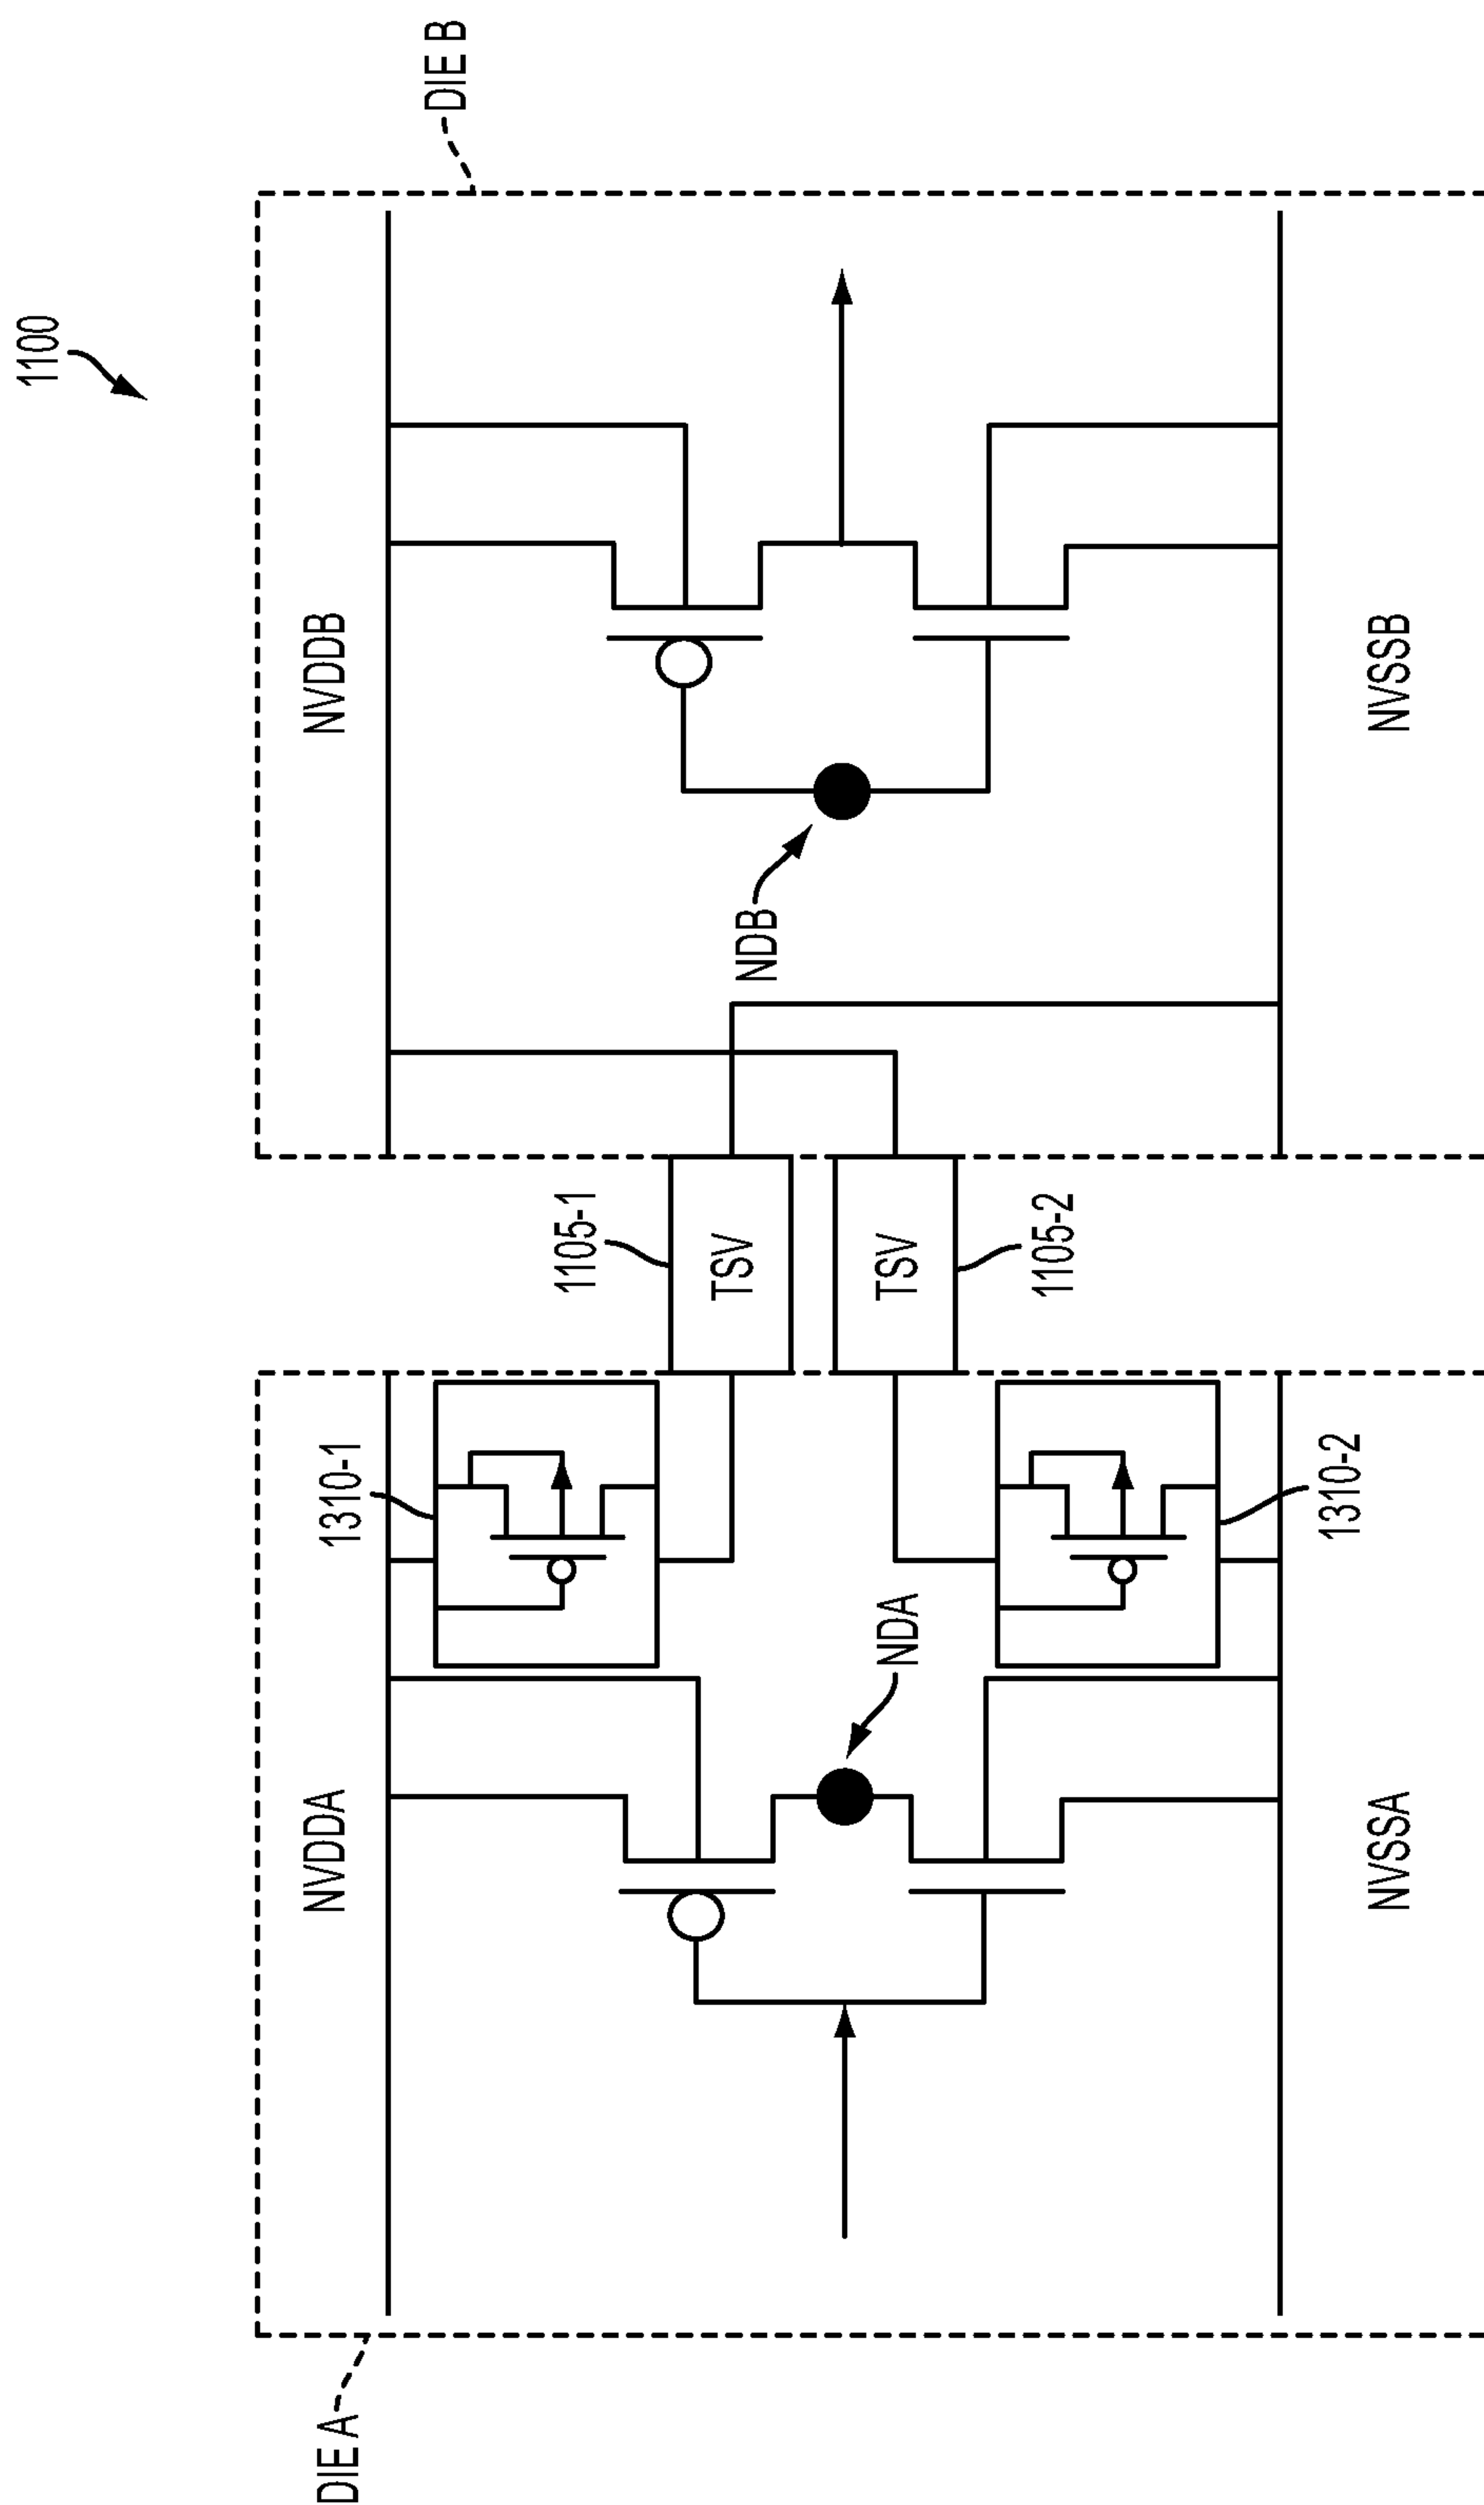 1100
DIE A
DIE B
NVDDA
NVDDB
1310-1
1105-1
TSV
NDB
TSV
NDA
1105-2
1310-2
NVSSA
NVSSB